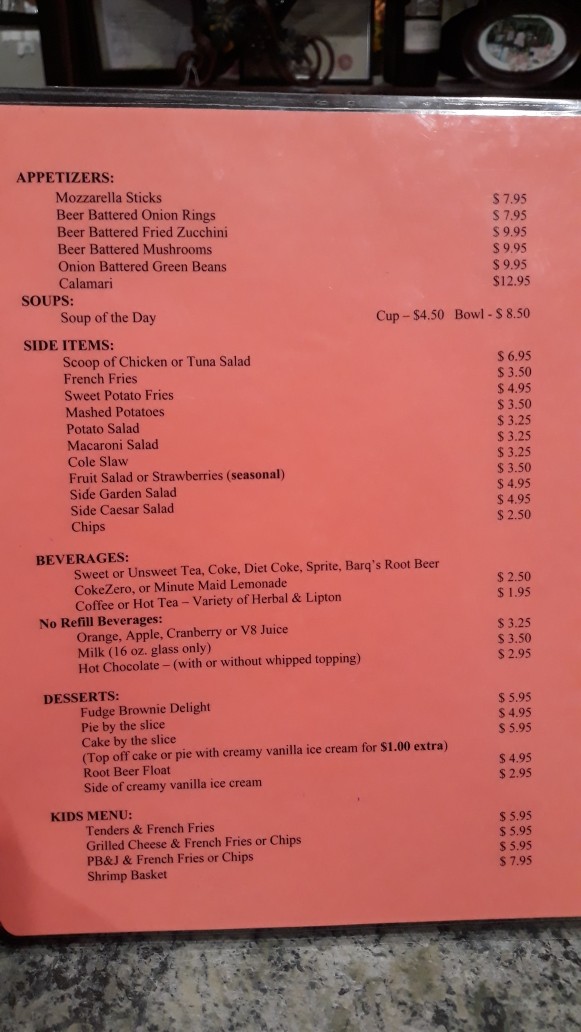 APPETIZERS:
Mozzarella Sticks $ 7.95
Beer Battered Onion Rings $ 7.95
Beer Battered Fried Zucchini $ 9.95
Beer Battered Mushrooms $ 9.95
Onion Battered Green Beans $ 9.95
Calamari $12.95
SOUPS:
Soup of the Day Cup – $4.50 Bowl - $ 8.50
SIDE ITEMS:
Scoop of Chicken or Tuna Salad $ 6.95
French Fries $ 3.50
Sweet Potato Fries $ 4.95
Mashed Potatoes $ 3.50
Potato Salad $ 3.25
Macaroni Salad $ 3.25
Cole Slaw $ 3.25
Fruit Salad or Strawberries (seasonal) $ 3.50
Side Garden Salad $ 4.95
Side Caesar Salad $ 4.95
Chips $ 2.50
BEVERAGES:
Sweet or Unsweet Tea, Coke, Diet Coke, Sprite, Barq's Root Beer
CokeZero, or Minute Maid Lemonade $ 2.50
Coffee or Hot Tea – Variety of Herbal & Lipton $ 1.95
No Refill Beverages:
Orange, Apple, Cranberry or V8 Juice $ 3.25
Milk (16 oz. glass only) $ 3.50
Hot Chocolate – (with or without whipped topping) $ 2.95
DESSERTS:
Fudge Brownie Delight $ 5.95
Pie by the slice $ 4.95
Cake by the slice $ 5.95
(Top off cake or pie with creamy vanilla ice cream for $1.00 extra)
Root Beer Float $ 4.95
Side of creamy vanilla ice cream $ 2.95
KIDS MENU:
Tenders & French Fries $ 5.95
Grilled Cheese & French Fries or Chips $ 5.95
PB&J & French Fries or Chips $ 5.95
Shrimp Basket $ 7.95